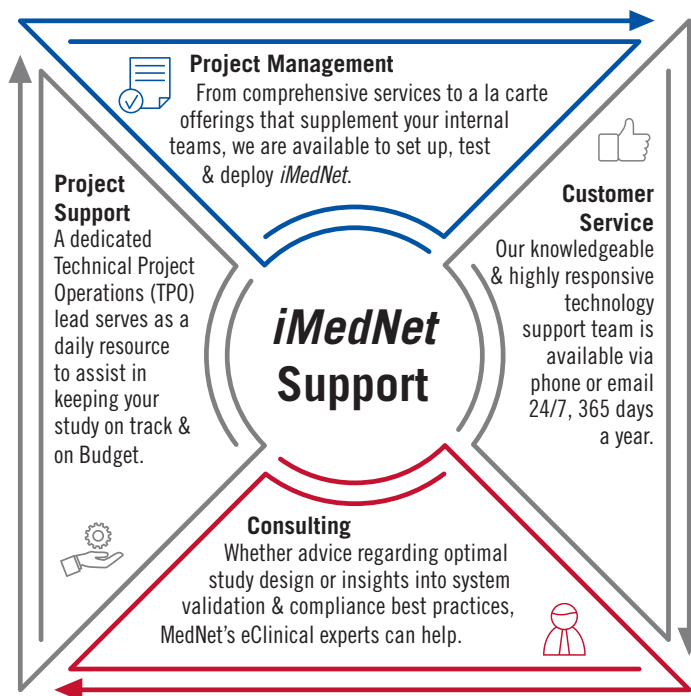 Project Management
From comprehensive services to a la carte
offerings that supplement your internal
teams, we are available to set up, test
& deploy iMedNet.
Project
Support
A dedicated
Technical Project
Operations (TPO)
lead serves as a
daily resource
to assist in
keeping your
study on track &
on Budget.
iMedNet
Support
Customer
Service
Our knowledgeable
& highly responsive
technology
support team is
available via
phone or email
24/7, 365 days
a year.
Consulting
Whether advice regarding optimal
study design or insights into system
validation & compliance best practices,
MedNet's eClinical experts can help.